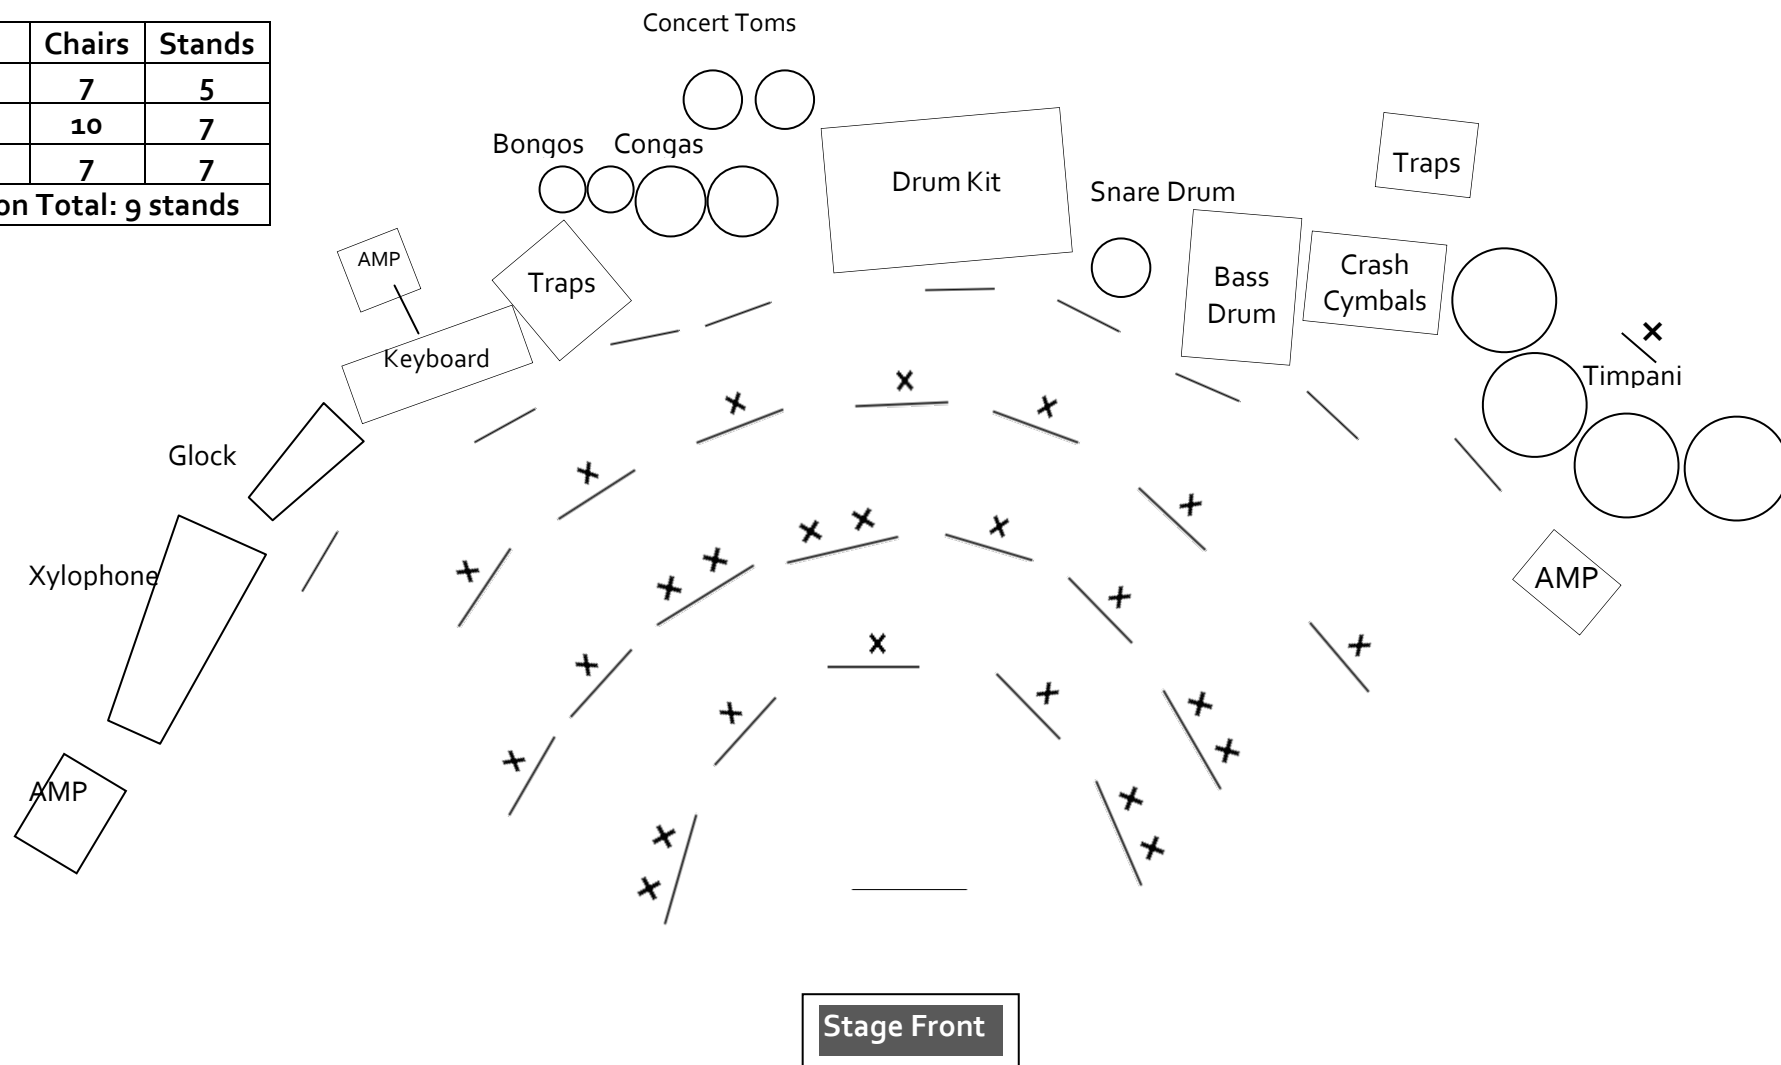 Concert Toms
Chairs Stands
7 5
10 7
7 7
on Total: 9 stands
Bongos Congas
Drum Kit
Traps
Snare Drum
AMP
Traps
Bass
Drum
Crash
Cymbals
Keyboard
Timpani
Glock
Xylophone
AMP
AMP
Stage Front